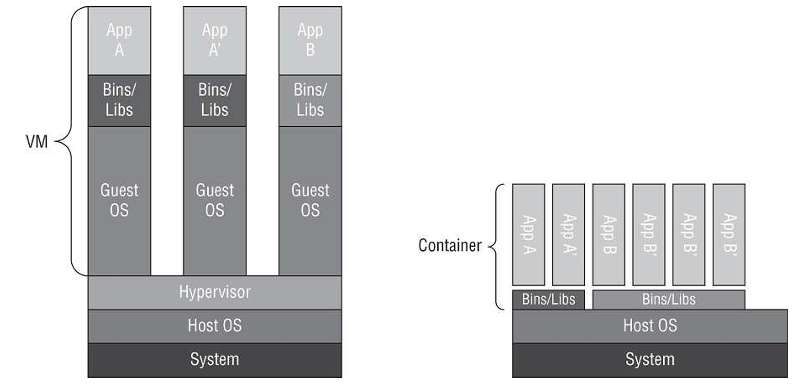 App
A
App
A'
App
B
Bins/
Libs
Bins/
Libs
Bins/
Libs
VM
Guest
OS
Guest
OS
Guest
OS
Hypervisor
Host OS
System
Container
App A
App A'
App B
App B'
App B'
App B'
Bins/Libs
Bins/Libs
Host OS
System